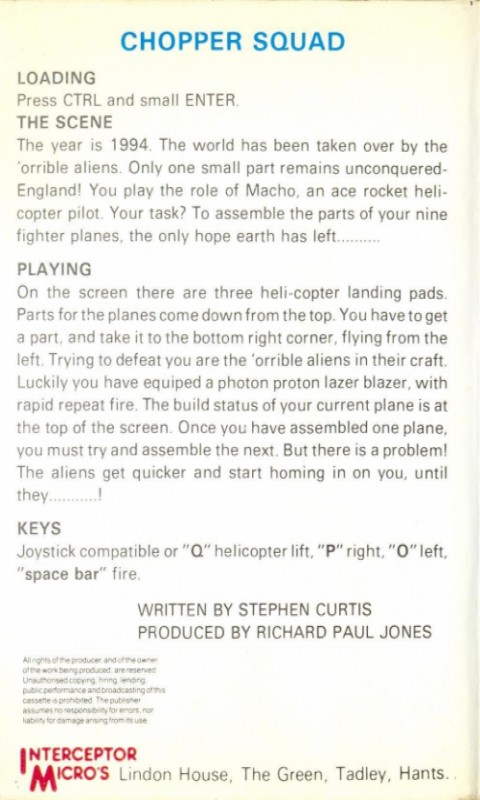 CHOPPER SQUAD
LOADING
Press CTRL and small ENTER.
THE SCENE
The year is 1994. The world has been taken over by the
'orrible aliens. Only one small part remains unconquered-
England! You play the role of Macho, an ace rocket heli-
copter pilot. Your task? To assemble the parts of your nine
fighter planes, the only hope earth has left..........
PLAYING
On the screen there are three heli-copter landing pads.
Parts for the planes come down from the top. You have to get
a part, and take it to the bottom right corner, flying from the
left. Trying to defeat you are the 'orrible aliens in their craft.
Luckily you have equiped a photon proton lazer blazer, with
rapid repeat fire. The build status of your current plane is at
the top of the screen. Once you have assembled one plane,
you must try and assemble the next. But there is a problem!
The aliens get quicker and start homing in on you, until
they...........!
KEYS
Joystick compatible or "Q" helicopter lift, "P" right, "O" left,
"space bar" fire.
WRITTEN BY STEPHEN CURTIS
PRODUCED BY RICHARD PAUL JONES
All rights of the producer, and of the owner
of the work being produced, are reserved
Unauthorised copying, hiring, lending,
public performance and broadcasting of this
cassette is prohibited. The publisher
assumes no responsibility for errors, nor
liability for damage arising from its use.
INTERCEPTOR
MICRO'S Lindon House, The Green, Tadley, Hants.